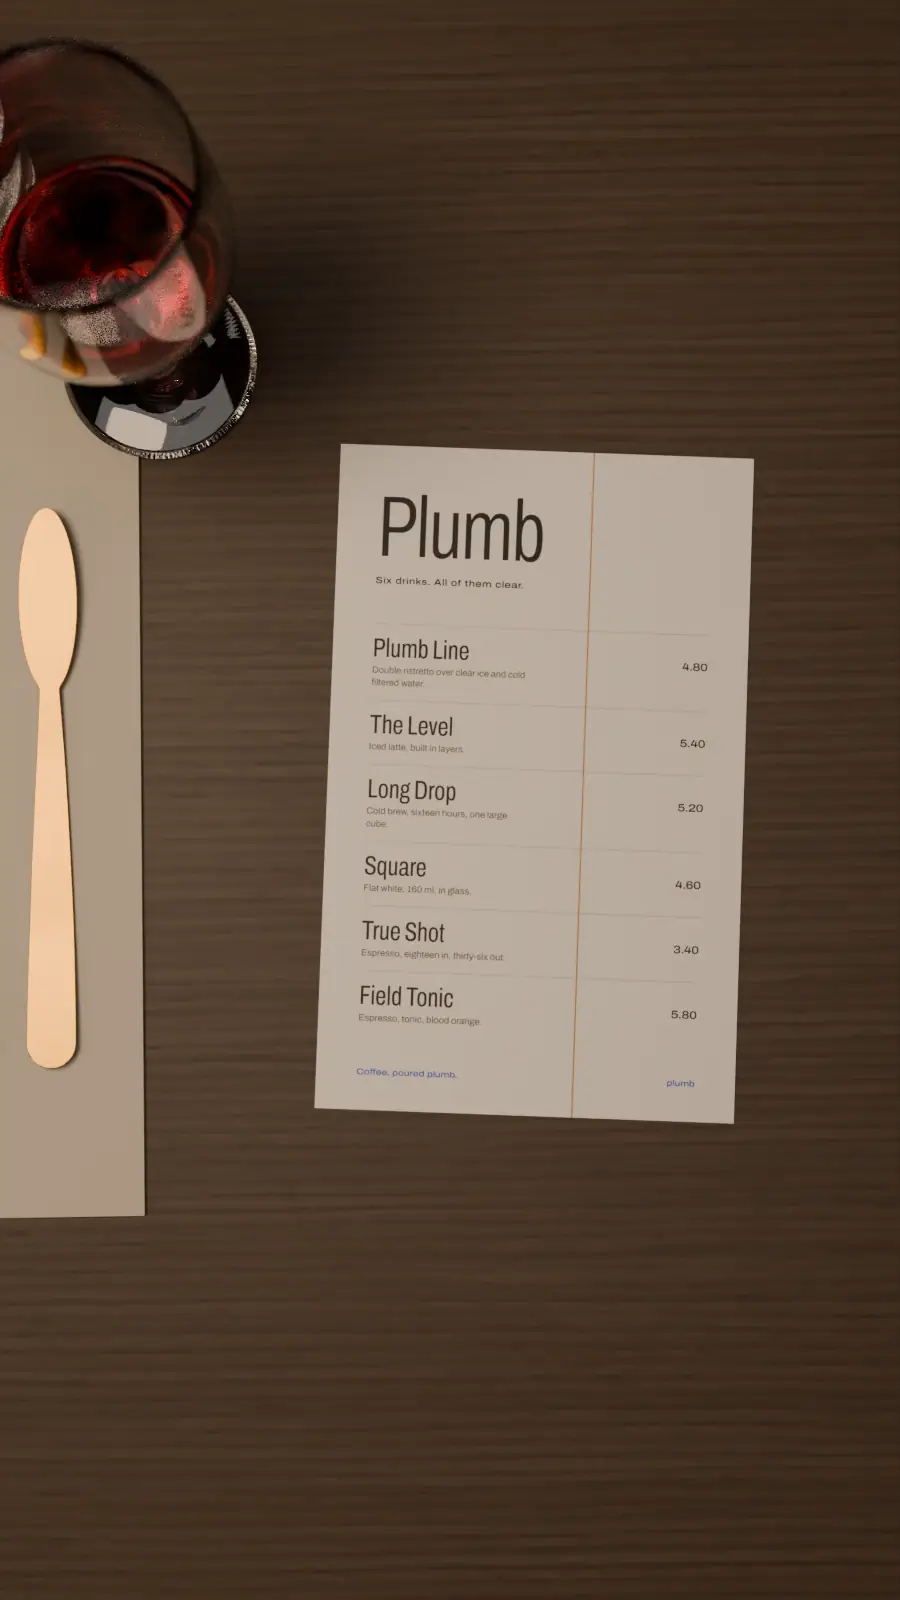 Plumb
Six drinks. All of them clear.
Plumb Line
4.80
Double ristretto over clear ice and cold
filtered water.
The Level
5.40
Iced latte, built in layers.
Long Drop
5.20
Cold brew, sixteen hours, one large
cube.
Square
4.60
Flat white, 160 ml, in glass.
True Shot
3.40
Espresso, eighteen in, thirty-six out.
Field Tonic
5.80
Espresso, tonic, blood orange.
Coffee, poured plumb.
plumb